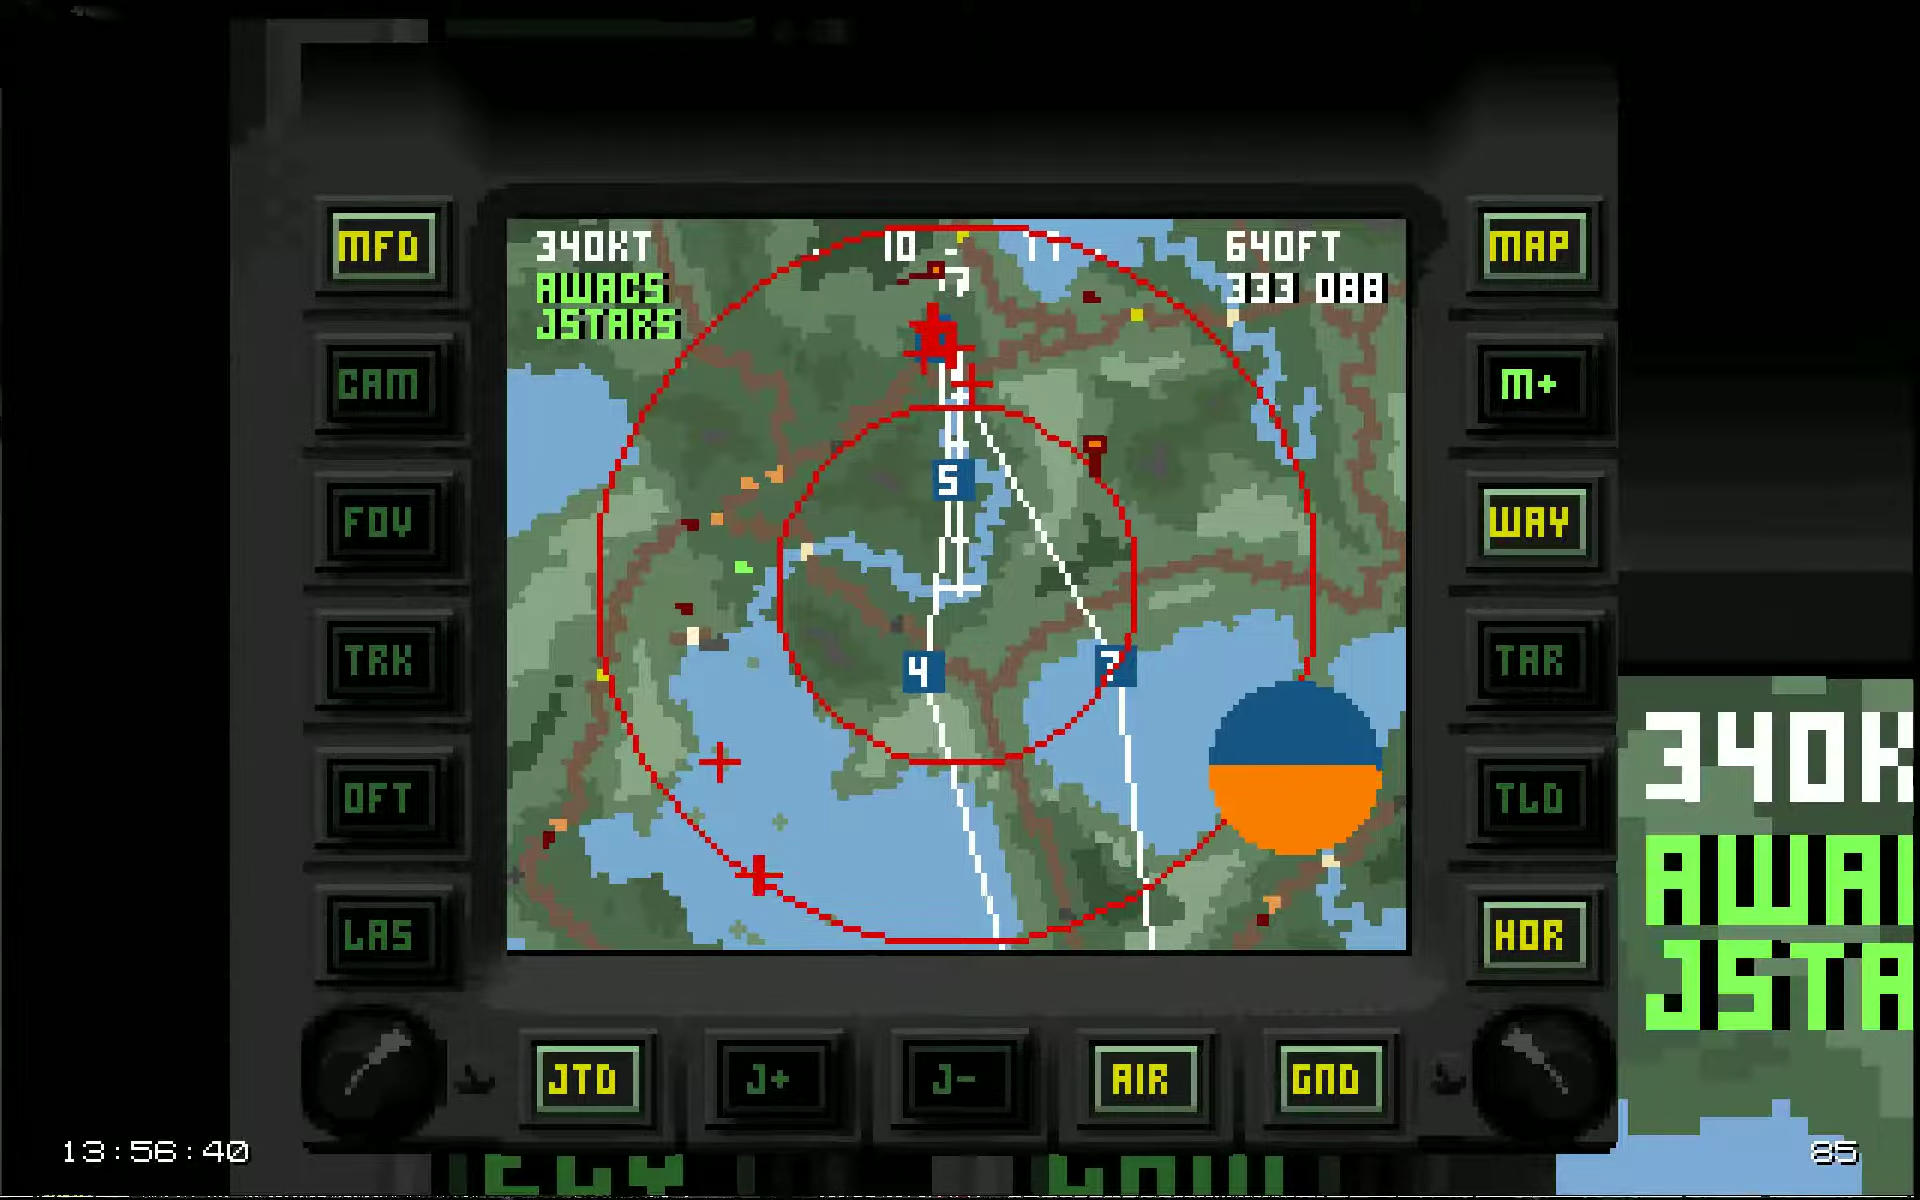 MFD
340KT
10
11
640FT
MAP
AWACS
333 088
JSTARS
CAM
M+
5
FOV
WAY
TRK
4
7
TAR
OFT
TLD
340K
LAS
HOR
AWA
JSTA
JTD
J+
J-
AIR
GND
13:56:40
85